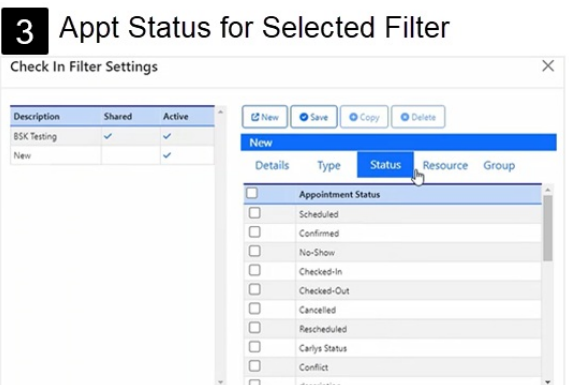 3 Appt Status for Selected Filter
Check In Filter Settings
Description Shared Active
BSK Testing
New
New Save Copy Delete
New
Details Type Status Resource Group
Appointment Status
Scheduled
Confirmed
No-Show
Checked-In
Checked-Out
Cancelled
Rescheduled
Carlys Status
Conflict